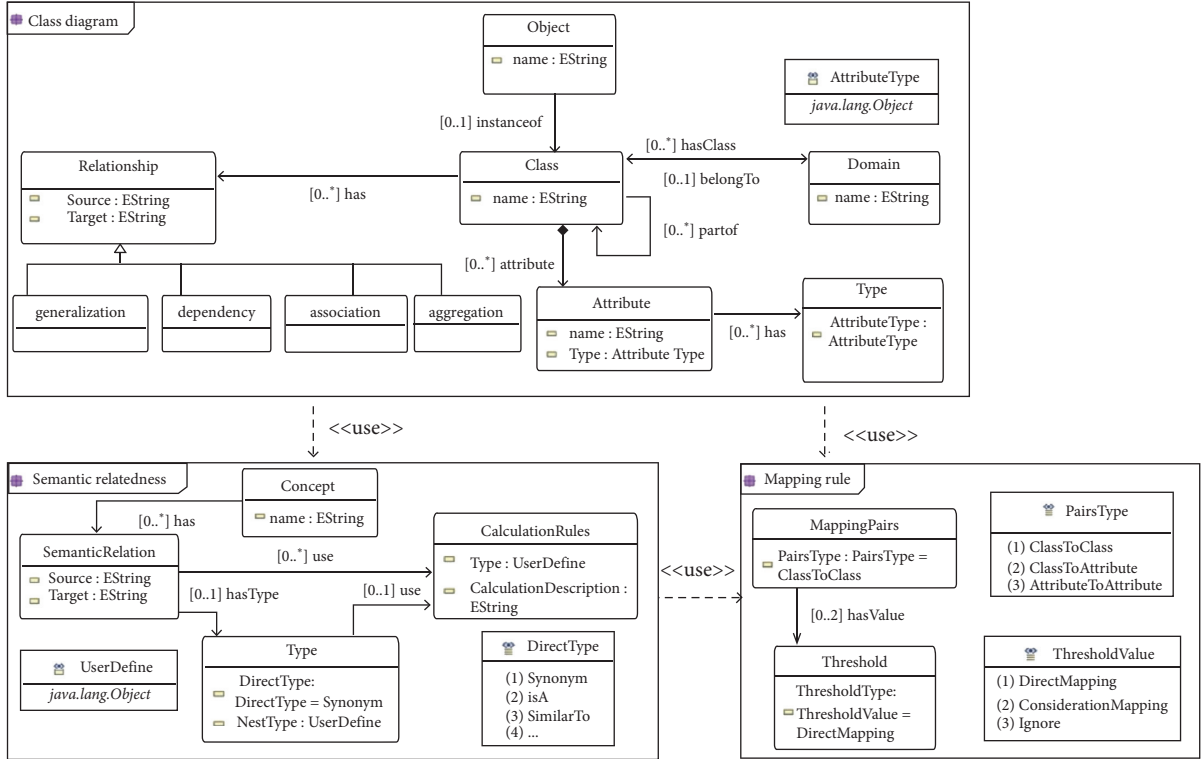 Class diagram
Object
name : EString
AttributeType
java.lang.Object
[0..1] instanceof
[0..*] hasClass
[0..1] belongTo
Relationship
Source : EString
Target : EString
[0..*] has
Class
name : EString
Domain
name : EString
[0..*] partof
[0..*] attribute
generalization
dependency
association
aggregation
Attribute
name : EString
Type : Attribute Type
[0..*] has
Type
AttributeType :
AttributeType
<<use>>
<<use>>
Semantic relatedness
Concept
name : EString
[0..*] has
SemanticRelation
Source : EString
Target : EString
[0..*] use
[0..1] hasType
[0..1] use
CalculationRules
Type : UserDefine
CalculationDescription :
EString
UserDefine
java.lang.Object
Type
DirectType:
DirectType = Synonym
NestType : UserDefine
DirectType
(1) Synonym
(2) isA
(3) SimilarTo
(4) ...
<<use>>
Mapping rule
MappingPairs
PairsType : PairsType =
ClassToClass
PairsType
(1) ClassToClass
(2) ClassToAttribute
(3) AttributeToAttribute
[0..2] hasValue
Threshold
ThresholdType:
ThresholdValue =
DirectMapping
ThresholdValue
(1) DirectMapping
(2) ConsiderationMapping
(3) Ignore